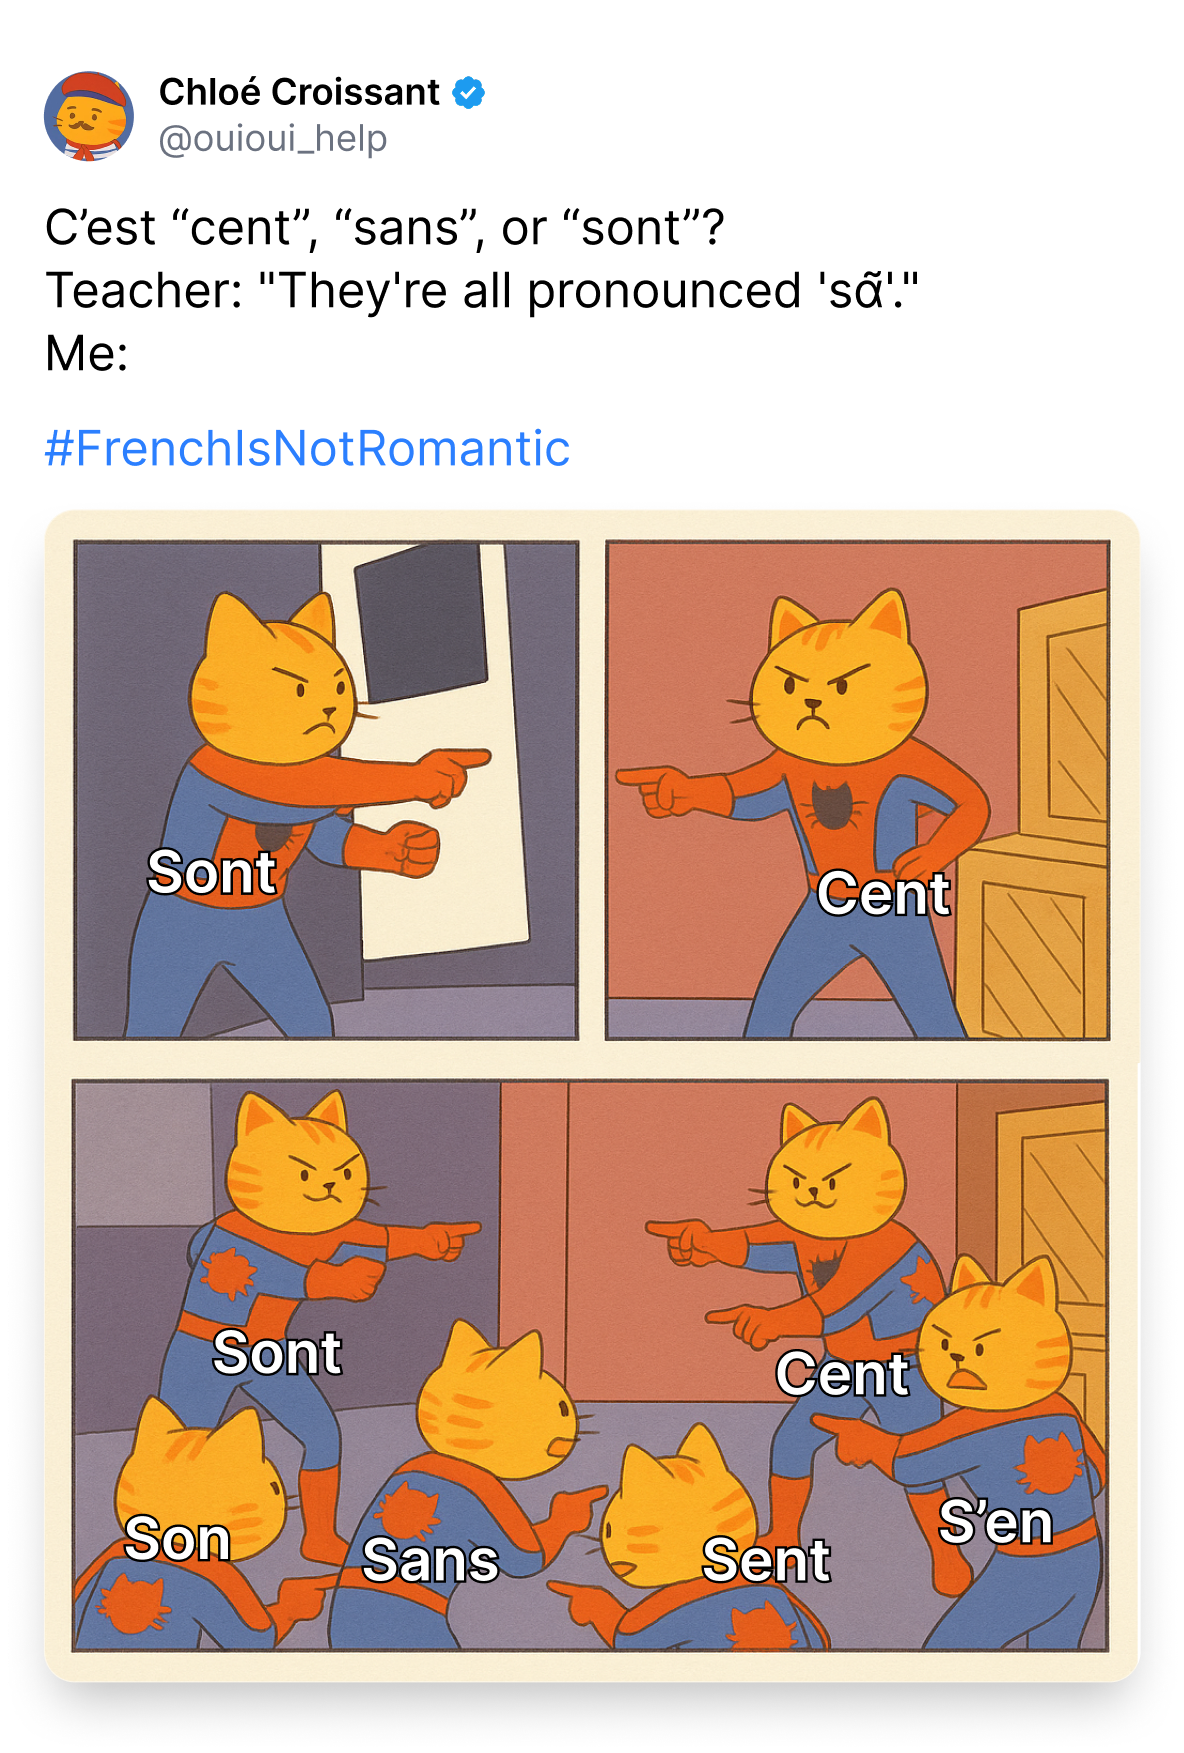 Chloé Croissant
@ouioui_help
C’est “cent”, “sans”, or “sont”?
Teacher: "They're all pronounced 'sɑ̃'."
Me:
#FrenchIsNotRomantic
Sont
Cent
Sont
Cent
Son
Sans
Sent
S’en